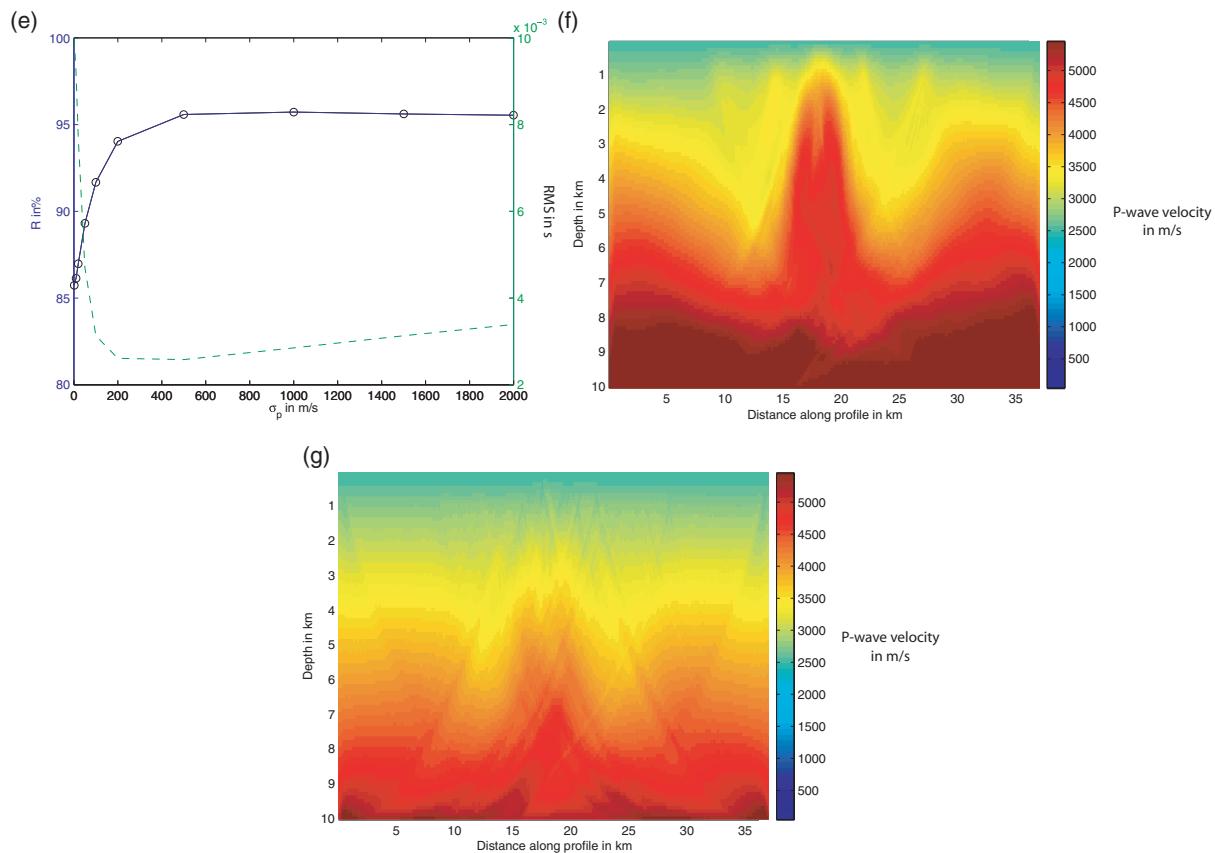 (e)
x 10⁻³
100
95
90
85
80
R in%
10
8
6
4
2
RMS in s
0 200 400 600 800 1000 1200 1400 1600 1800 2000
σp in m/s
(f)
1
2
3
4
5
6
7
8
9
10
Depth in km
5 10 15 20 25 30 35
Distance along profile in km
5000
4500
4000
3500
3000
2500
2000
1500
1000
500
P-wave velocity
in m/s
(g)
1
2
3
4
5
6
7
8
9
10
Depth in km
5 10 15 20 25 30 35
Distance along profile in km
5000
4500
4000
3500
3000
2500
2000
1500
1000
500
P-wave velocity
in m/s